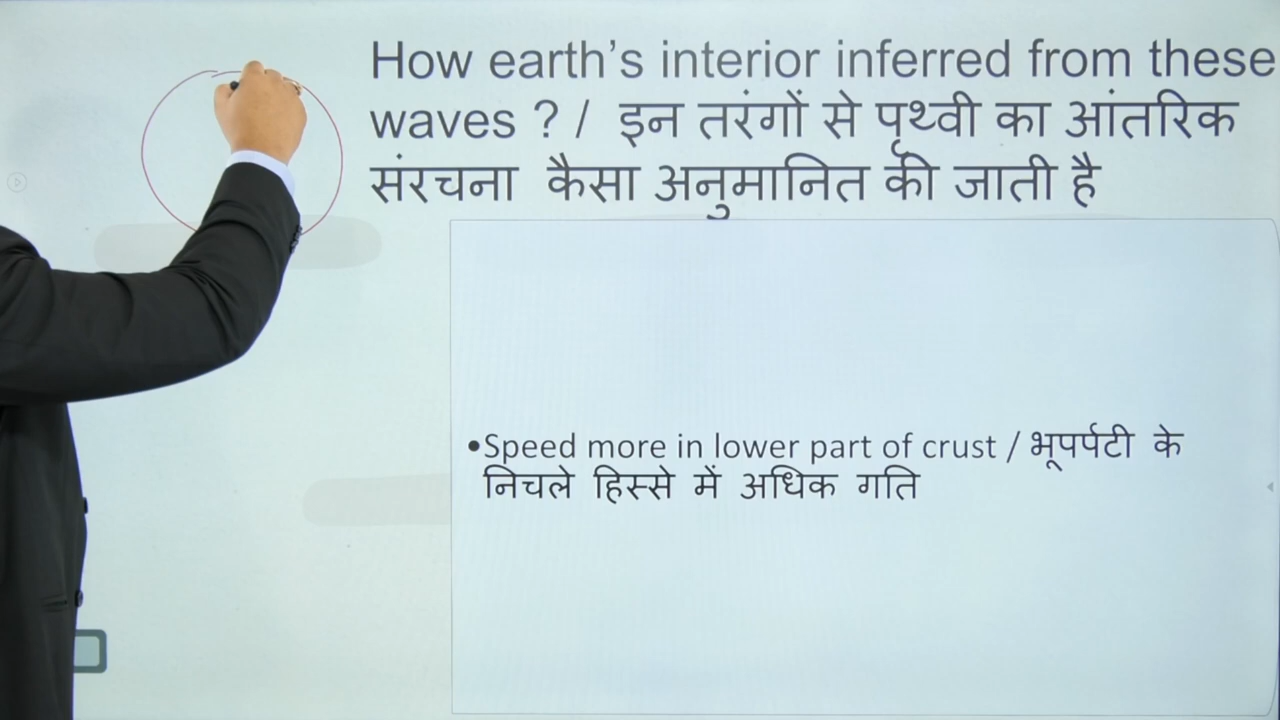 How earth's interior inferred from these
waves ? / इन तरंगों से पृथ्वी का आंतरिक
संरचना कैसा अनुमानित की जाती है
•Speed more in lower part of crust / भूपर्पटी के
निचले हिस्से में अधिक गति